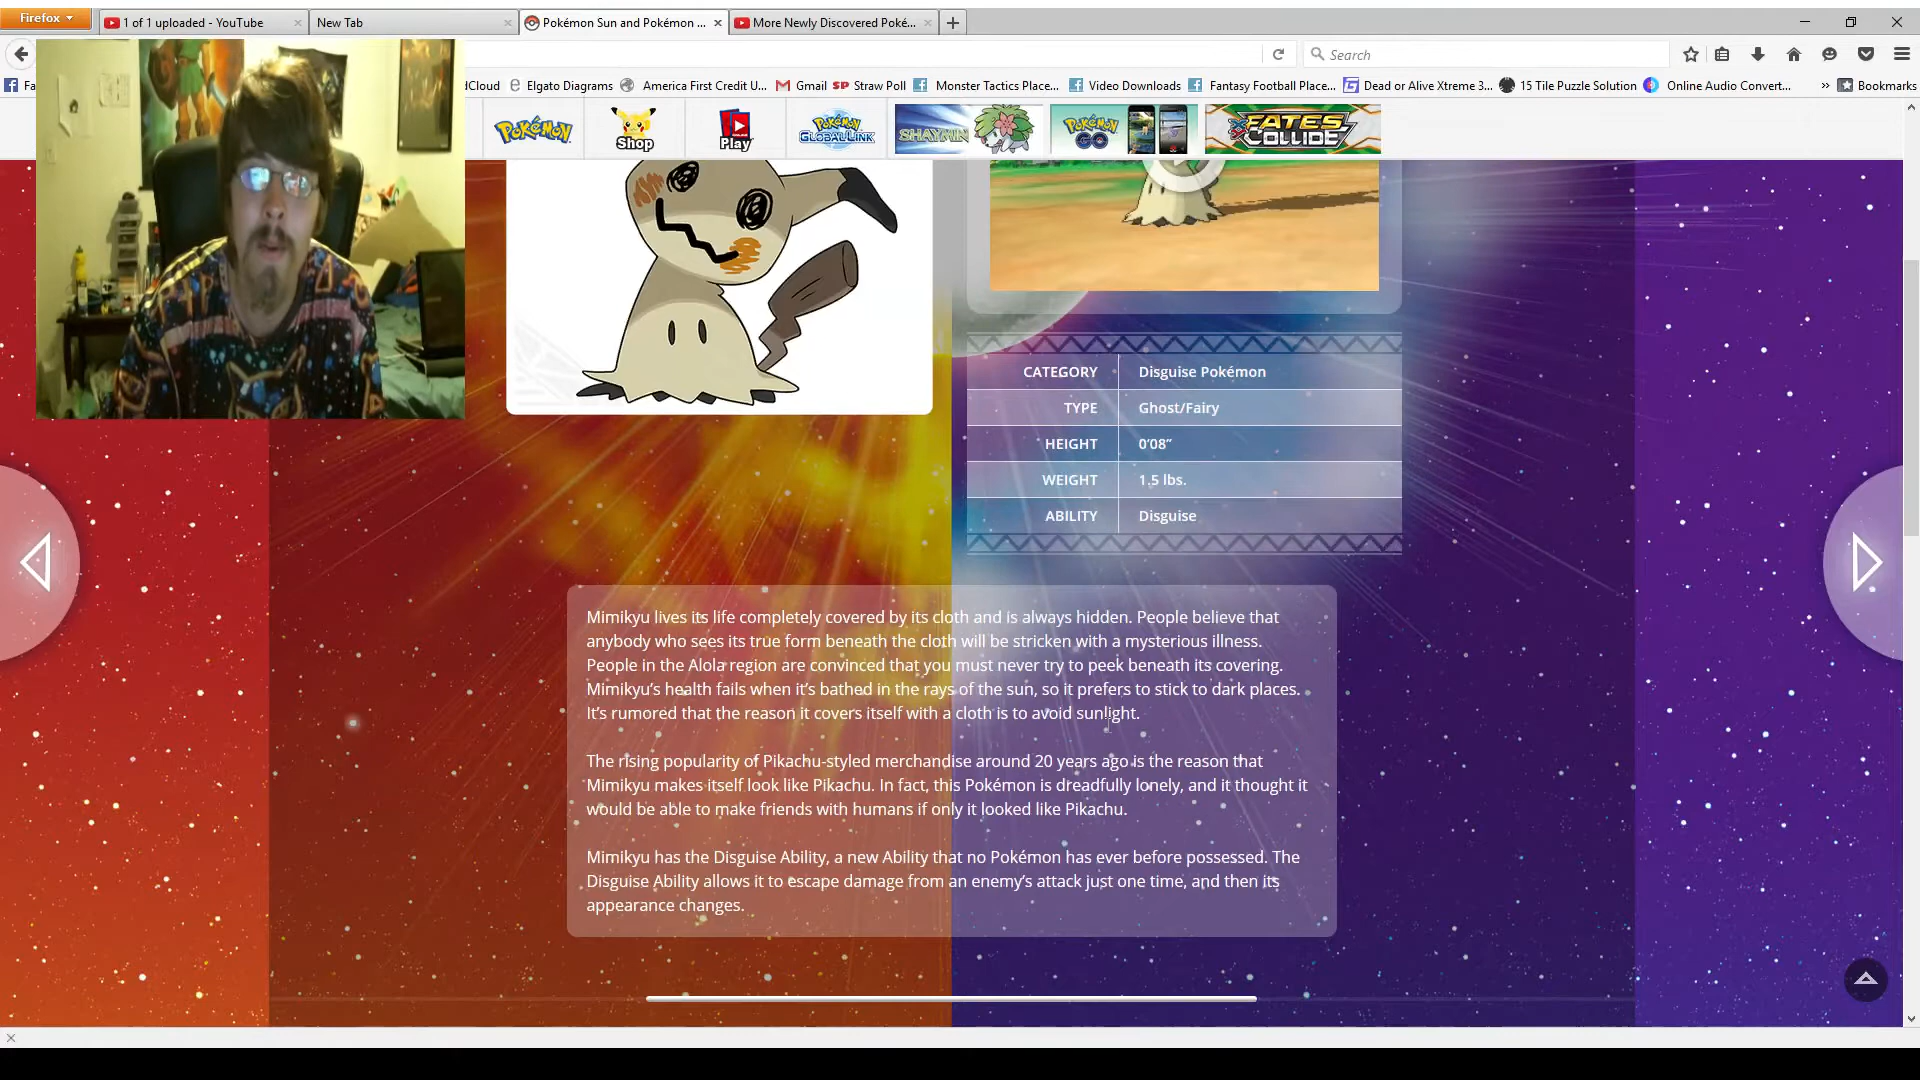 Firefox
1 of 1 uploaded - YouTube
New Tab
Pokémon Sun and Pokémon ...
More Newly Discovered Poké...
Search
Fa
dCloud
Elgato Diagrams
America First Credit U...
Gmail
SP Straw Poll
Monster Tactics Place...
Video Downloads
Fantasy Football Place...
Dead or Alive Xtreme 3...
15 Tile Puzzle Solution
Online Audio Convert...
Bookmarks
Pokémon
Shop
Play
Pokémon
GLOBAL LINK
SHAYMIN
Pokémon
GO
FATES
COLLIDE
CATEGORY Disguise Pokémon
TYPE Ghost/Fairy
HEIGHT 0'08"
WEIGHT 1.5 lbs.
ABILITY Disguise
Mimikyu lives its life completely covered by its cloth and is always hidden. People believe that
anybody who sees its true form beneath the cloth will be stricken with a mysterious illness.
People in the Alola region are convinced that you must never try to peek beneath its covering.
Mimikyu's health fails when it's bathed in the rays of the sun, so it prefers to stick to dark places.
It's rumored that the reason it covers itself with a cloth is to avoid sunlight.
The rising popularity of Pikachu-styled merchandise around 20 years ago is the reason that
Mimikyu makes itself look like Pikachu. In fact, this Pokémon is dreadfully lonely, and it thought it
would be able to make friends with humans if only it looked like Pikachu.
Mimikyu has the Disguise Ability, a new Ability that no Pokémon has ever before possessed. The
Disguise Ability allows it to escape damage from an enemy's attack just one time, and then its
appearance changes.